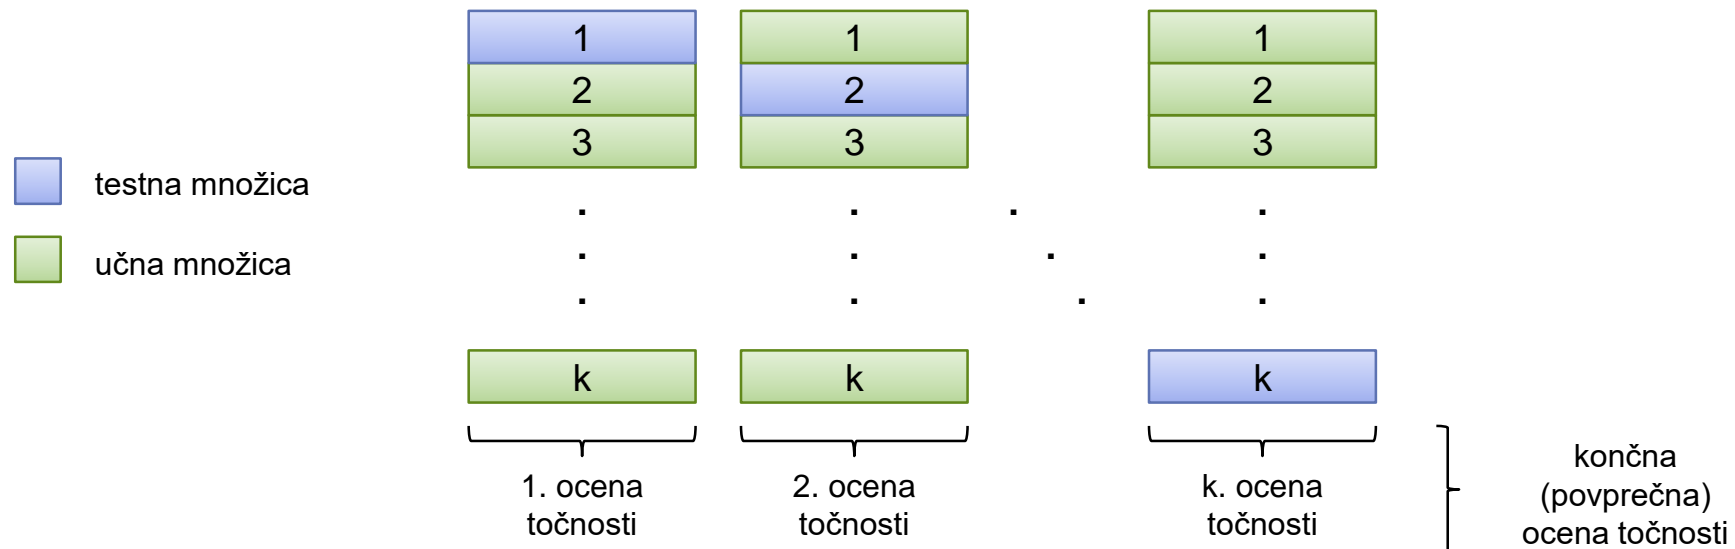 1
2
3
k
1. ocena
točnosti
1
2
3
k
2. ocena
točnosti
1
2
3
k
k. ocena
točnosti
testna množica
učna množica
končna
(povprečna)
ocena točnosti